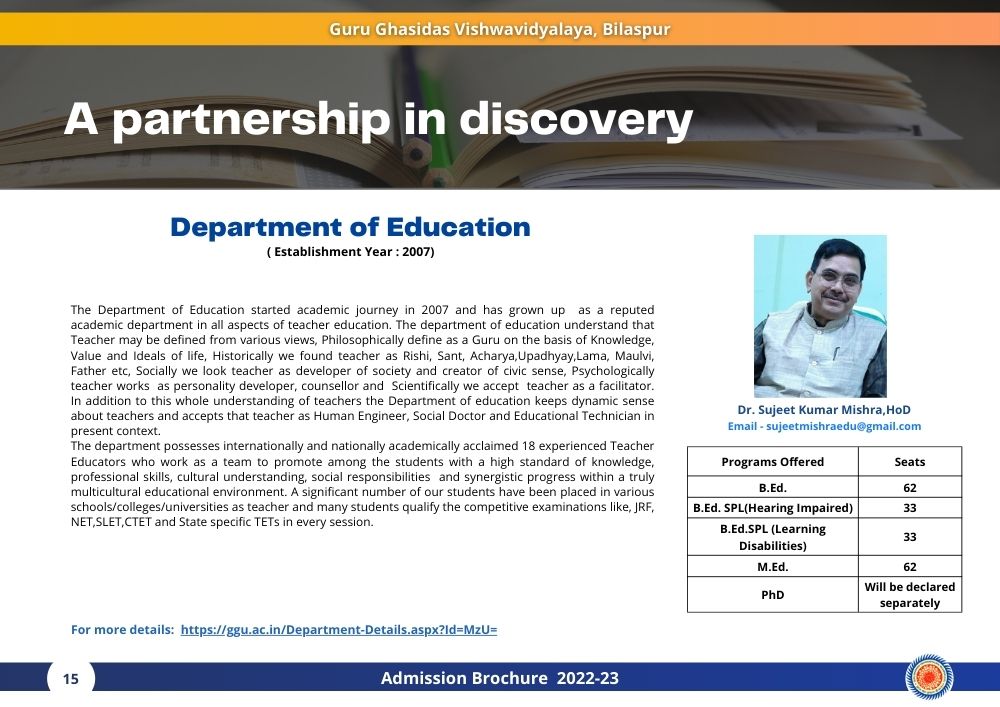 Guru Ghasidas Vishwavidyalaya, Bilaspur
A partnership in discovery
Department of Education
( Establishment Year : 2007)
The Department of Education started academic journey in 2007 and has grown up as a reputed
academic department in all aspects of teacher education. The department of education understand that
Teacher may be defined from various views, Philosophically define as a Guru on the basis of Knowledge,
Value and Ideals of life, Historically we found teacher as Rishi, Sant, Acharya,Upadhyay,Lama, Maulvi,
Father etc, Socially we look teacher as developer of society and creator of civic sense, Psychologically
teacher works as personality developer, counsellor and Scientifically we accept teacher as a facilitator.
In addition to this whole understanding of teachers the Department of education keeps dynamic sense
about teachers and accepts that teacher as Human Engineer, Social Doctor and Educational Technician in
present context.
The department possesses internationally and nationally academically acclaimed 18 experienced Teacher
Educators who work as a team to promote among the students with a high standard of knowledge,
professional skills, cultural understanding, social responsibilities and synergistic progress within a truly
multicultural educational environment. A significant number of our students have been placed in various
schools/colleges/universities as teacher and many students qualify the competitive examinations like, JRF,
NET,SLET,CTET and State specific TETs in every session.
For more details: https://ggu.ac.in/Department-Details.aspx?Id=MzU=
Dr. Sujeet Kumar Mishra,HoD
Email - sujeetmishraedu@gmail.com
Programs Offered Seats
B.Ed. 62
B.Ed. SPL(Hearing Impaired) 33
B.Ed.SPL (Learning
Disabilities) 33
M.Ed. 62
PhD Will be declared
separately
15 Admission Brochure 2022-23